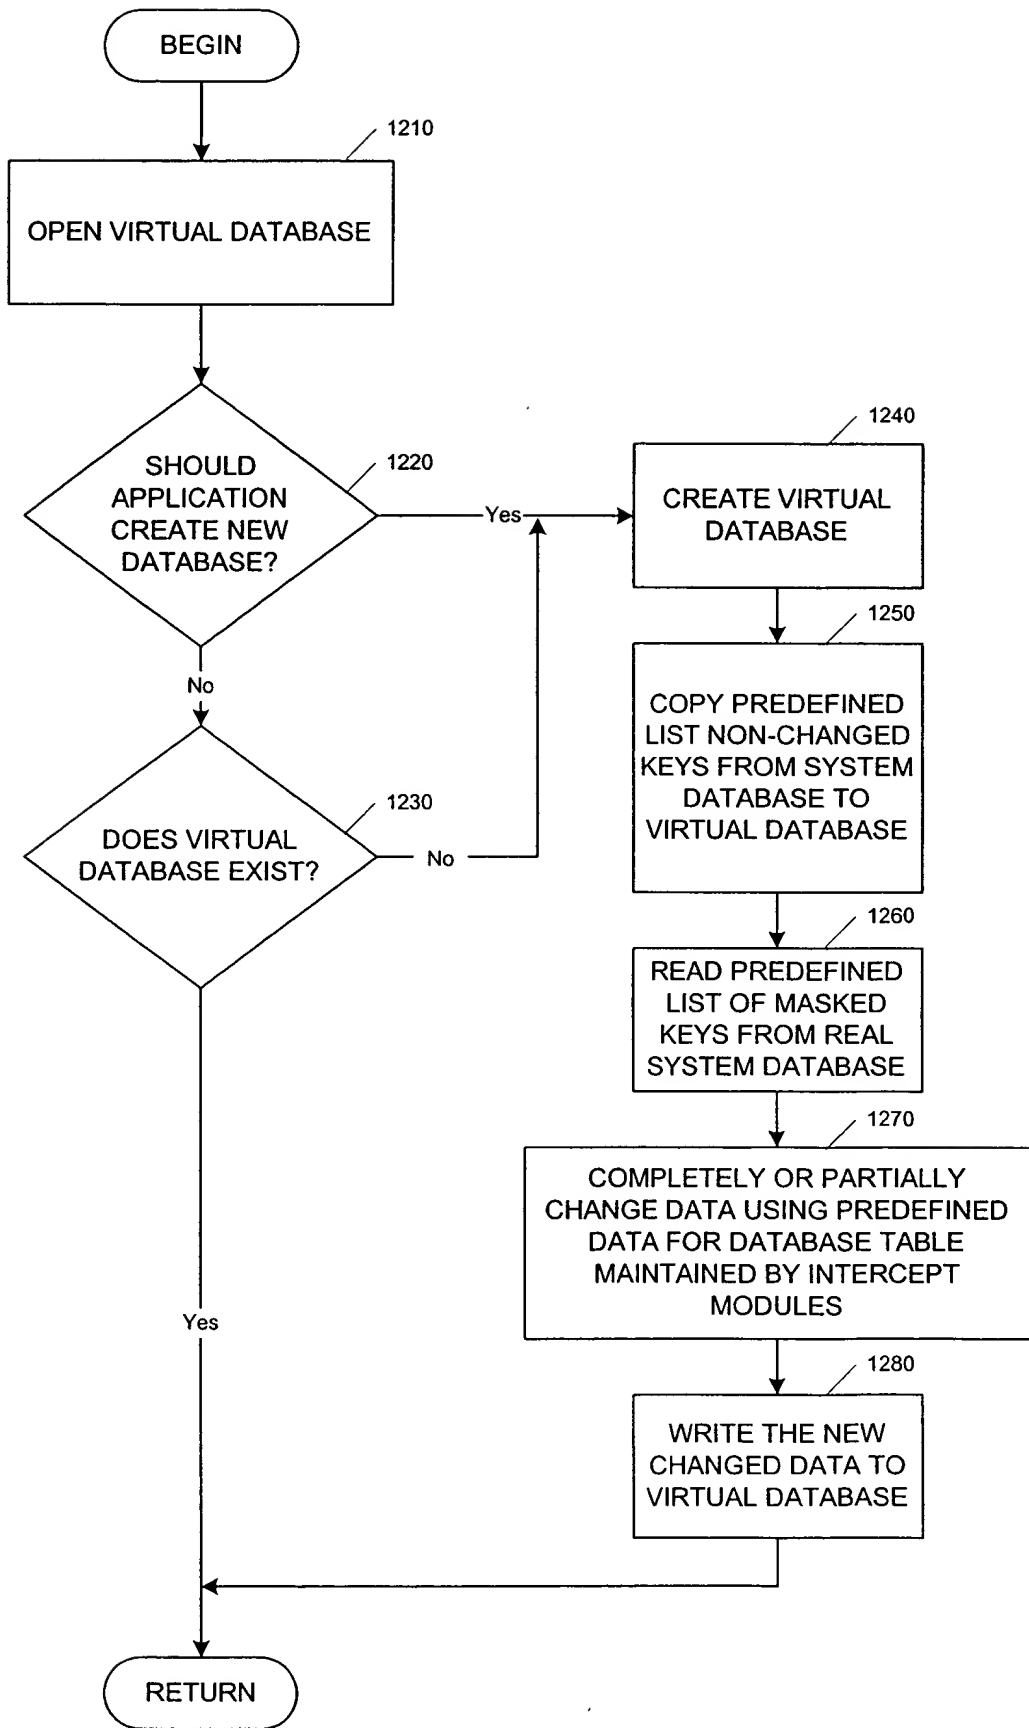 BEGIN
1210
OPEN VIRTUAL DATABASE
1220
SHOULD
APPLICATION
CREATE NEW
DATABASE?
Yes
No
1230
DOES VIRTUAL
DATABASE EXIST?
No
Yes
1240
CREATE VIRTUAL
DATABASE
1250
COPY PREDEFINED
LIST NON-CHANGED
KEYS FROM SYSTEM
DATABASE TO
VIRTUAL DATABASE
1260
READ PREDEFINED
LIST OF MASKED
KEYS FROM REAL
SYSTEM DATABASE
1270
COMPLETELY OR PARTIALLY
CHANGE DATA USING PREDEFINED
DATA FOR DATABASE TABLE
MAINTAINED BY INTERCEPT
MODULES
1280
WRITE THE NEW
CHANGED DATA TO
VIRTUAL DATABASE
RETURN